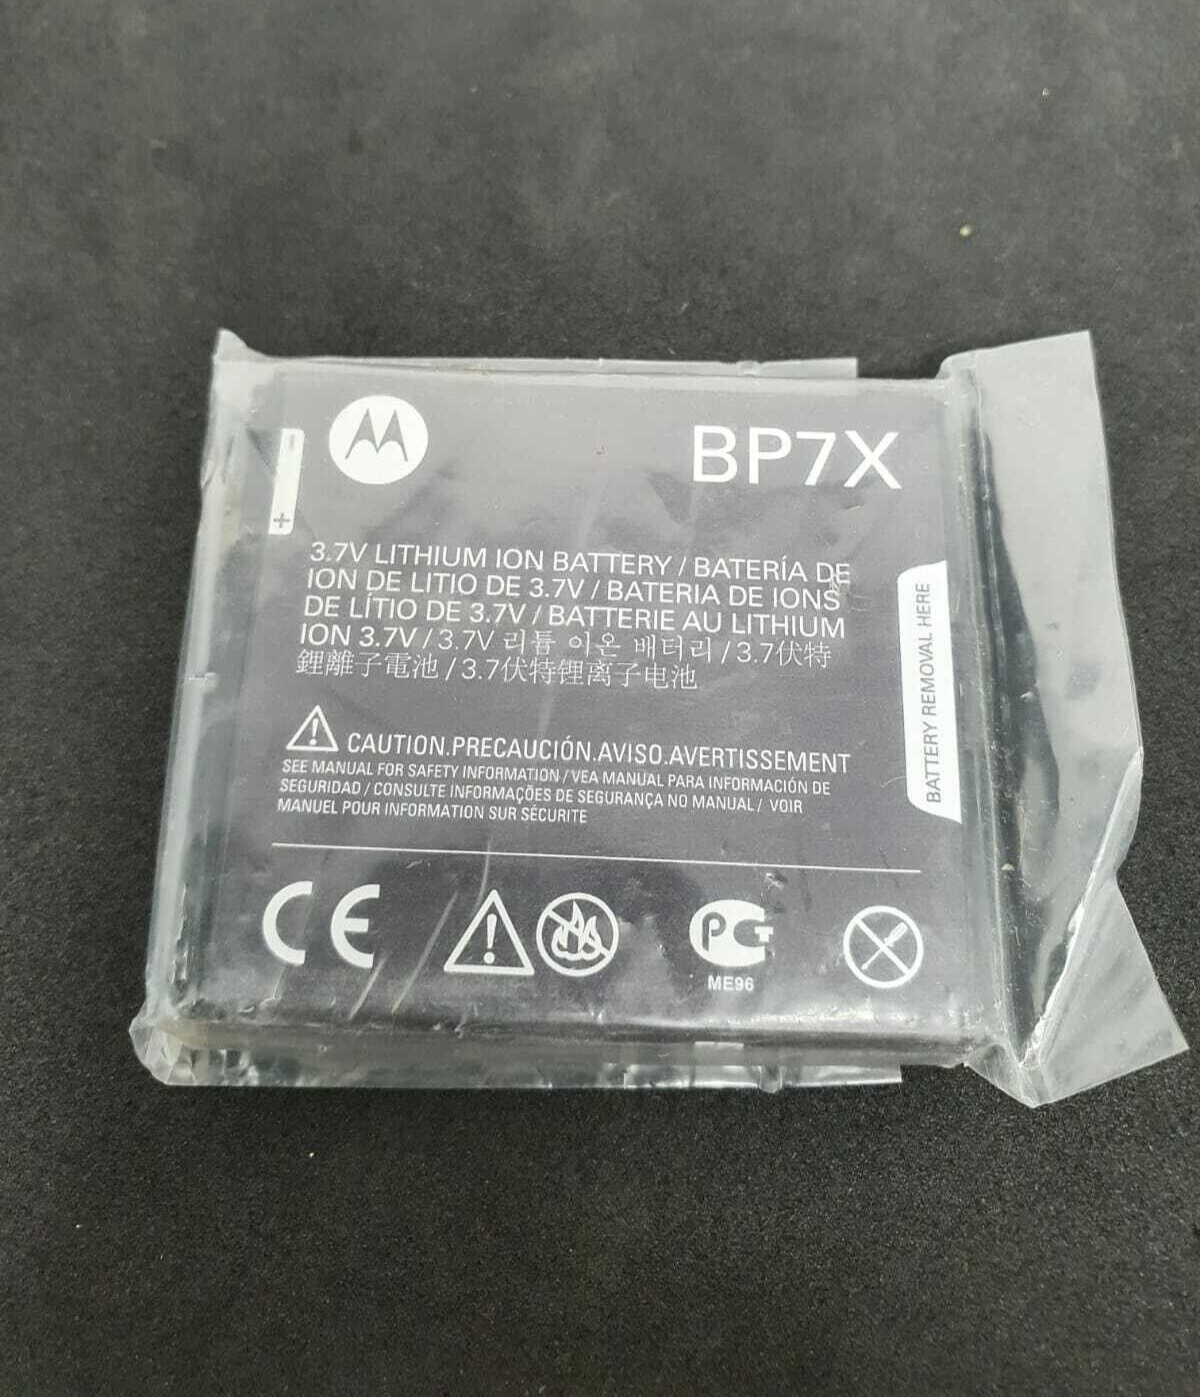 BP7X
3.7V LITHIUM ION BATTERY / BATERÍA DE
ION DE LITIO DE 3.7V / BATERIA DE IONS
DE LÍTIO DE 3.7V / BATTERIE AU LITHIUM
ION 3.7V / 3.7V 리튬 이온 배터리 / 3.7伏特
鋰離子電池 / 3.7伏特锂离子电池
BATTERY REMOVAL HERE
CAUTION.PRECAUCIÓN.AVISO.AVERTISSEMENT
SEE MANUAL FOR SAFETY INFORMATION / VEA MANUAL PARA INFORMACIÓN DE
SEGURIDAD / CONSULTE INFORMAÇÕES DE SEGURANÇA NO MANUAL / VOIR
MANUEL POUR INFORMATION SUR SÉCURITE
CE
PCT
ME96